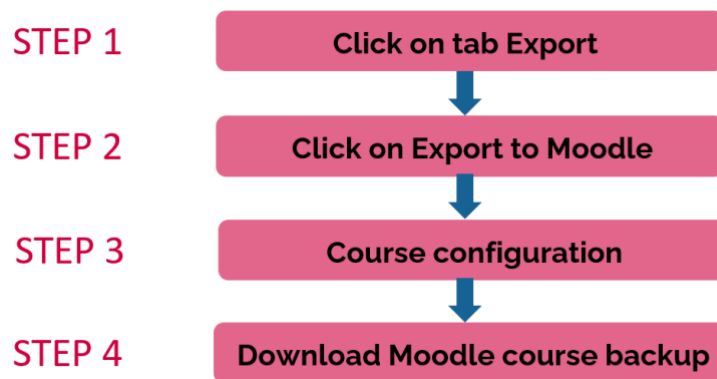 STEP 1
Click on tab Export
STEP 2
Click on Export to Moodle
STEP 3
Course configuration
STEP 4
Download Moodle course backup